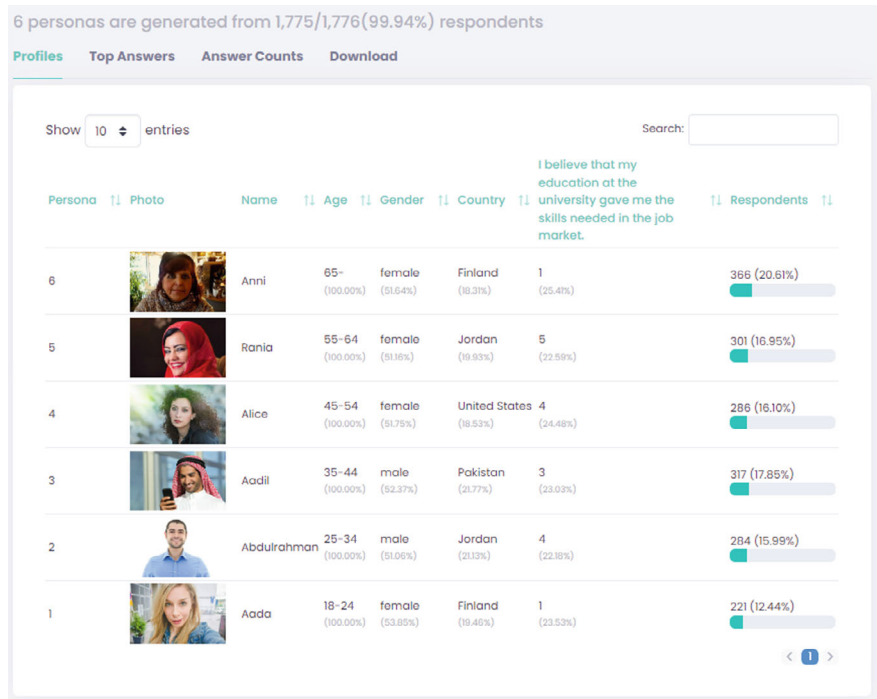 6 personas are generated from 1,775/1,776(99.94%) respondents
Profiles Top Answers Answer Counts Download
Show 10 entries Search:
I believe that my
education at the
Persona Photo Name Age Gender Country university gave me the Respondents
skills needed in the job
market.
6 Anni 65- female Finland 1 366 (20.61%)
(100.00%) (51.64%) (18.31%) (25.41%)
5 Rania 55-64 female Jordan 5 301 (16.95%)
(100.00%) (51.16%) (19.93%) (22.59%)
4 Alice 45-54 female United States 4 286 (16.10%)
(100.00%) (51.75%) (18.53%) (24.48%)
3 Aadil 35-44 male Pakistan 3 317 (17.85%)
(100.00%) (52.37%) (21.77%) (23.03%)
2 Abdulrahman 25-34 male Jordan 4 284 (15.99%)
(100.00%) (51.06%) (21.13%) (22.18%)
1 Aada 18-24 female Finland 1 221 (12.44%)
(100.00%) (53.85%) (19.46%) (23.53%)
< 1 >